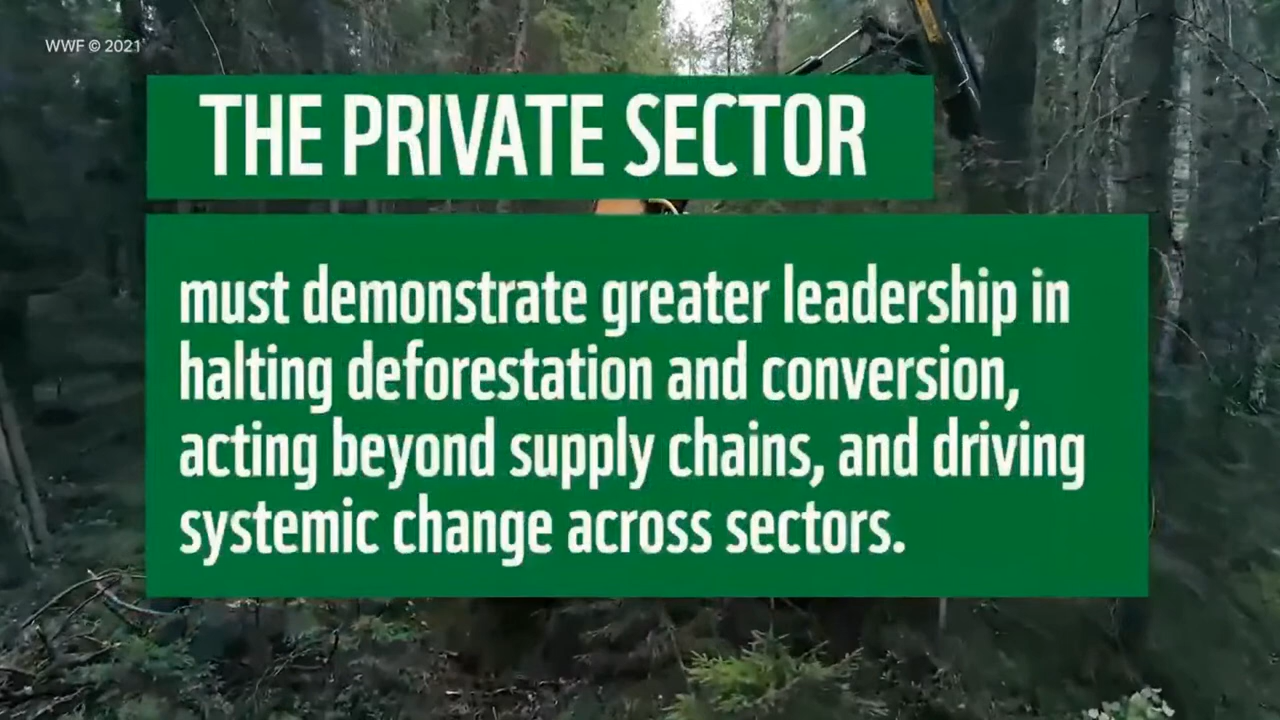 WWF © 2021
THE PRIVATE SECTOR
must demonstrate greater leadership in
halting deforestation and conversion,
acting beyond supply chains, and driving
systemic change across sectors.